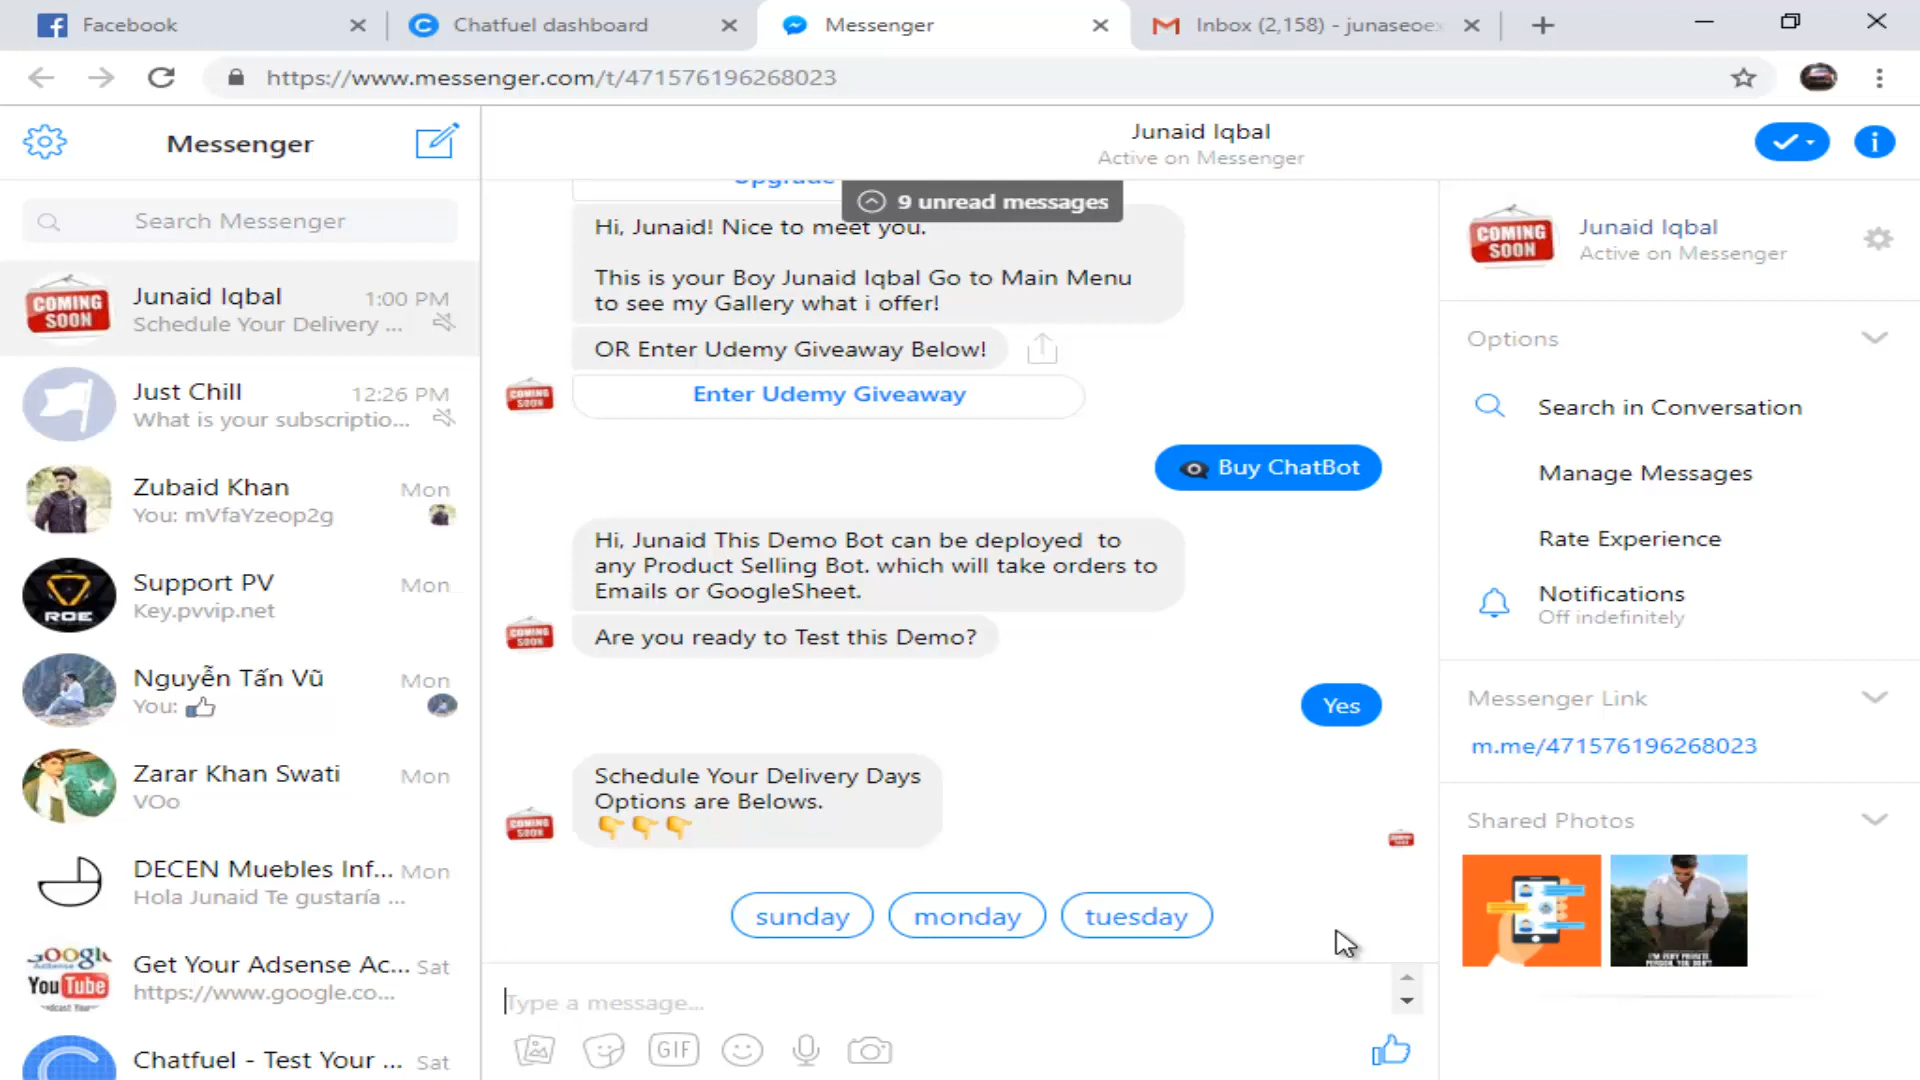 Facebook
Chatfuel dashboard
Messenger
Inbox (2,158) - junaseoex
https://www.messenger.com/t/471576196268023
Messenger
Search Messenger
Junaid Iqbal 1:00 PM
Schedule Your Delivery ...
Just Chill 12:26 PM
What is your subscriptio...
Zubaid Khan Mon
You: mVfaYzeop2g
Support PV Mon
Key.pvvip.net
Nguyễn Tấn Vũ Mon
You:
Zarar Khan Swati Mon
VOo
DECEN Muebles Inf... Mon
Hola Junaid Te gustaría ...
Get Your Adsense Ac... Sat
https://www.google.co...
Chatfuel - Test Your ... Sat
COMING
SOON
ROE
Google
YouTube
Junaid Iqbal
Active on Messenger
Upgrade
9 unread messages
Hi, Junaid! Nice to meet you.
This is your Boy Junaid Iqbal Go to Main Menu
to see my Gallery what i offer!
OR Enter Udemy Giveaway Below!
Enter Udemy Giveaway
Buy ChatBot
Hi, Junaid This Demo Bot can be deployed to
any Product Selling Bot. which will take orders to
Emails or GoogleSheet.
Are you ready to Test this Demo?
Yes
Schedule Your Delivery Days
Options are Belows.
👇👇👇
sunday monday tuesday
Type a message...
GIF
COMING
SOON
Junaid Iqbal
Active on Messenger
Options
Search in Conversation
Manage Messages
Rate Experience
Notifications
Off indefinitely
Messenger Link
m.me/471576196268023
Shared Photos